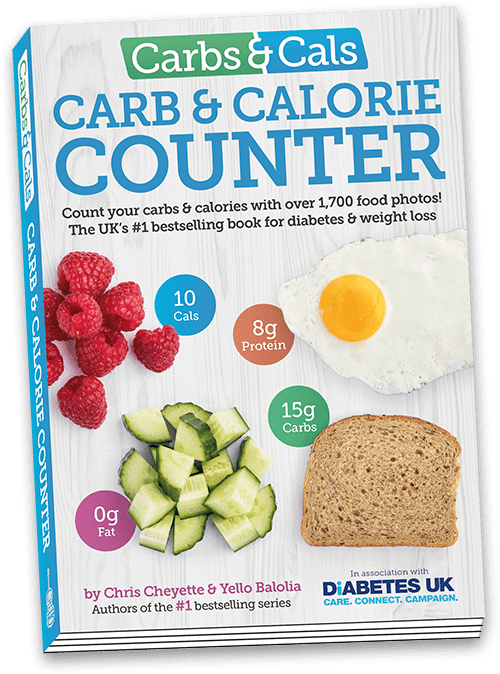 Carbs & Cals
CARB & CALORIE
COUNTER
Count your carbs & calories with over 1,700 food photos!
The UK's #1 bestselling book for diabetes & weight loss
10
Cals
8g
Protein
15g
Carbs
0g
Fat
by Chris Cheyette & Yello Balolia
Authors of the #1 bestselling series
In association with
DiABETES UK
CARE. CONNECT. CAMPAIGN.
Carbs & Cals
CARB & CALORIE COUNTER